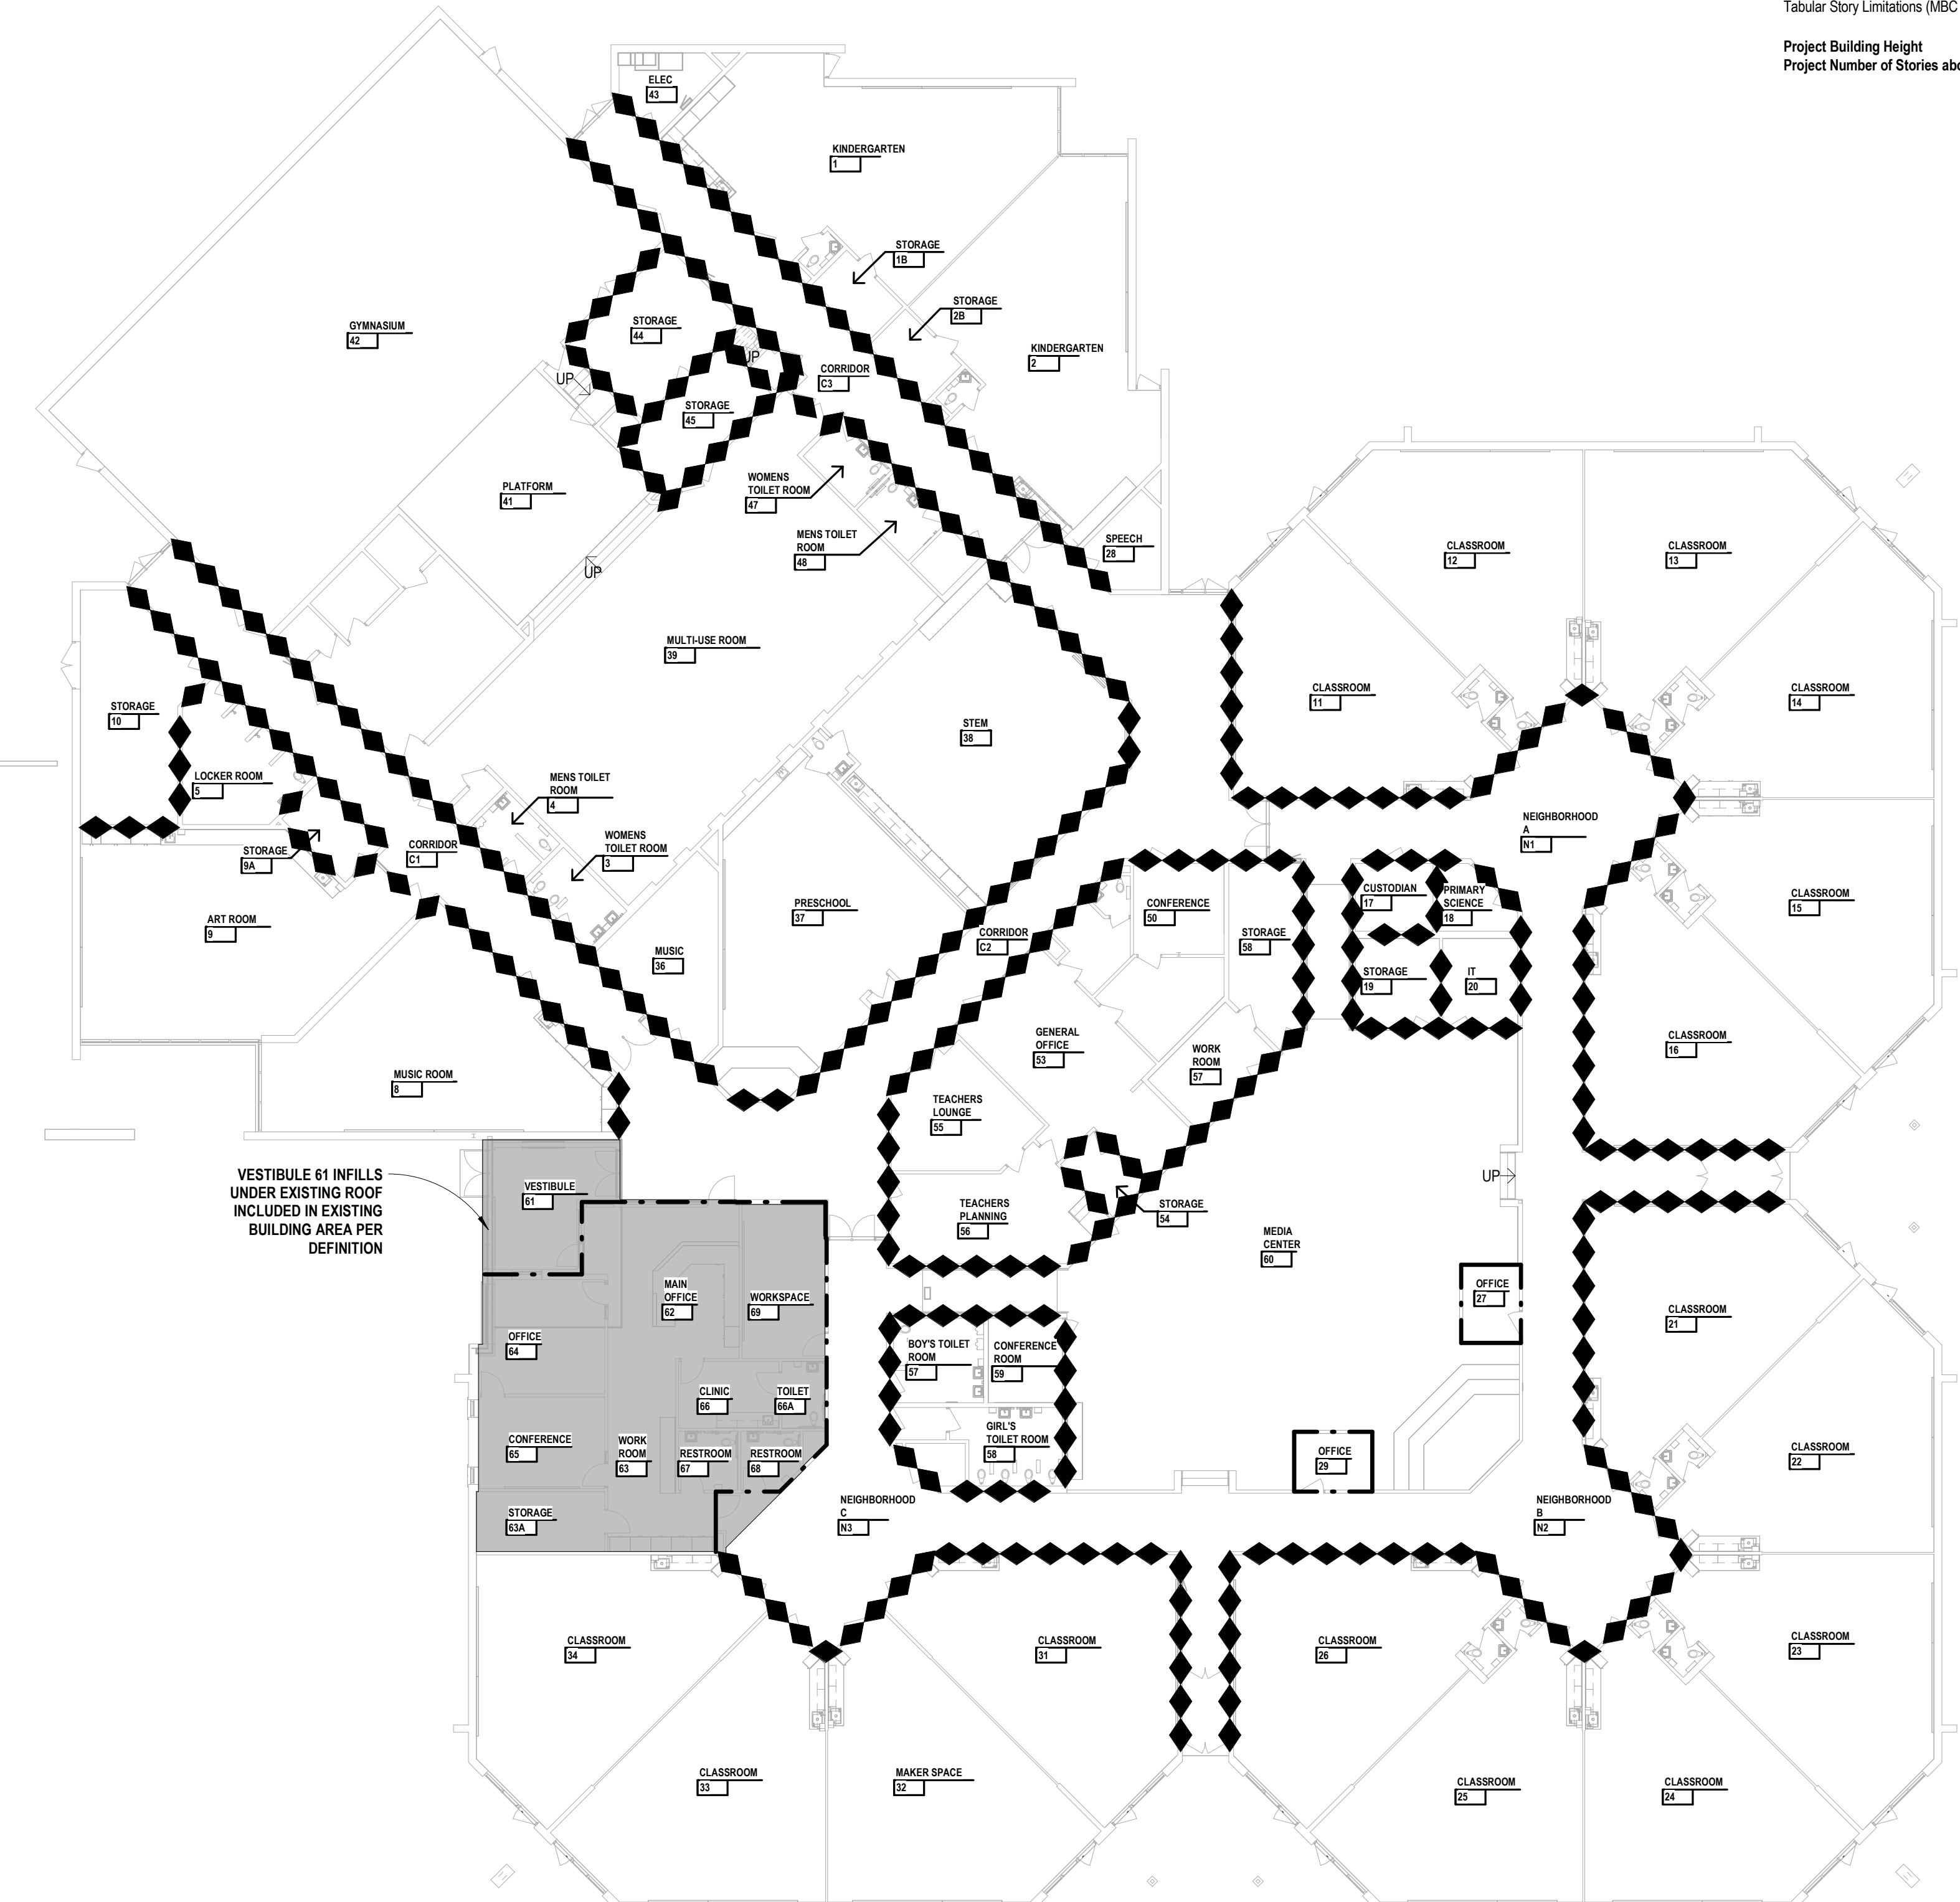 Tabular Story Limitations (MBC
Project Building Height
Project Number of Stories abo
ELEC
43
KINDERGARTEN
1
STORAGE
1B
STORAGE
2B
GYMNASIUM
42
STORAGE
44
KINDERGARTEN
2
UP
UP
CORRIDOR
C3
STORAGE
45
PLATFORM
41
WOMENS
TOILET ROOM
47
MENS TOILET
ROOM
48
SPEECH
28
CLASSROOM
12
CLASSROOM
13
UP
MULTI-USE ROOM
39
CLASSROOM
11
CLASSROOM
14
STORAGE
10
STEM
38
LOCKER ROOM
5
MENS TOILET
ROOM
4
NEIGHBORHOOD
A
N1
STORAGE
9A
CORRIDOR
C1
WOMENS
TOILET ROOM
3
CUSTODIAN
17
PRIMARY
SCIENCE
18
CLASSROOM
15
ART ROOM
9
PRESCHOOL
37
CONFERENCE
50
CORRIDOR
C2
STORAGE
58
MUSIC
36
STORAGE
19
IT
20
GENERAL
OFFICE
53
WORK
ROOM
57
CLASSROOM
16
MUSIC ROOM
8
TEACHERS
LOUNGE
55
VESTIBULE 61 INFILLS
UNDER EXISTING ROOF
INCLUDED IN EXISTING
BUILDING AREA PER
DEFINITION
VESTIBULE
61
UP
TEACHERS
PLANNING
56
STORAGE
54
MEDIA
CENTER
60
MAIN
OFFICE
62
WORKSPACE
69
OFFICE
27
CLASSROOM
21
OFFICE
64
BOY'S TOILET
ROOM
57
CONFERENCE
ROOM
59
CLINIC
66
TOILET
66A
CONFERENCE
65
WORK
ROOM
63
RESTROOM
67
RESTROOM
68
GIRL'S
TOILET ROOM
58
OFFICE
29
CLASSROOM
22
STORAGE
63A
NEIGHBORHOOD
C
N3
NEIGHBORHOOD
B
N2
CLASSROOM
34
CLASSROOM
31
CLASSROOM
26
CLASSROOM
23
CLASSROOM
33
MAKER SPACE
32
CLASSROOM
25
CLASSROOM
24